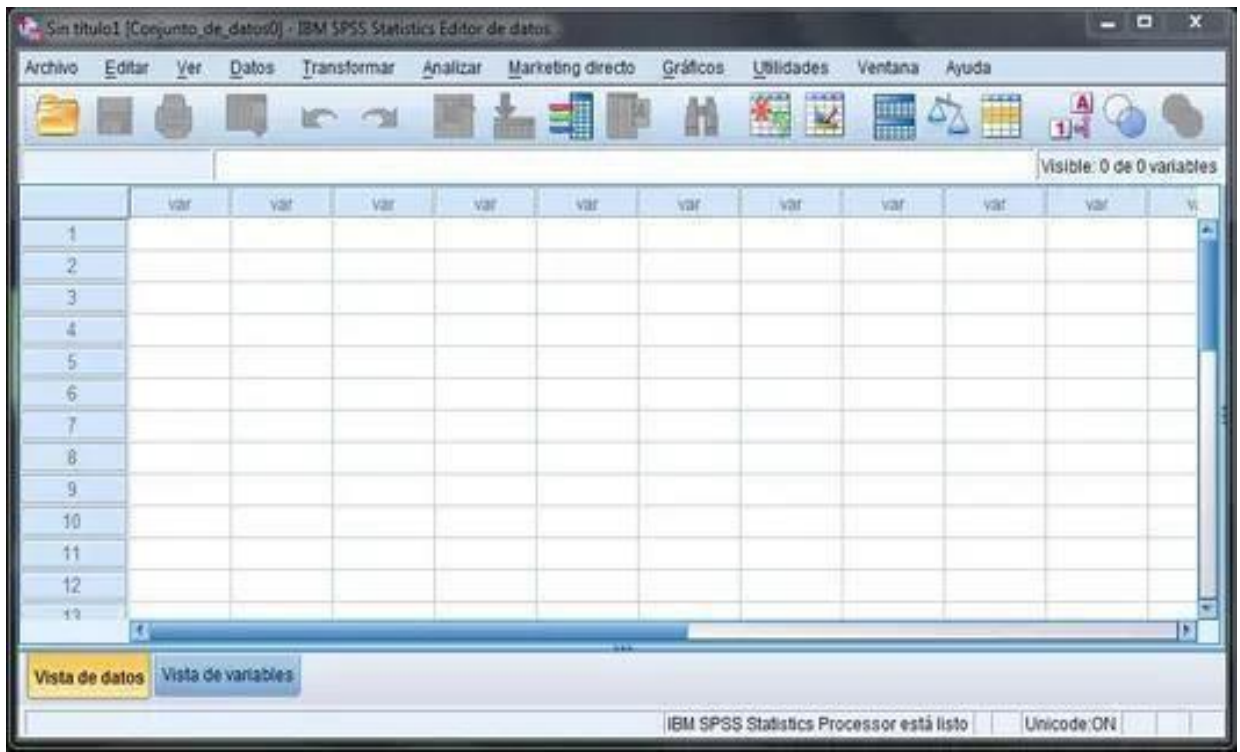 Sin título1 [Conjunto_de_datos0] - IBM SPSS Statistics Editor de datos
Archivo Editar Ver Datos Transformar Analizar Marketing directo Gráficos Utilidades Ventana Ayuda
A
1
Visible: 0 de 0 variables
var var var var var var var var var var
1
2
3
4
5
6
7
8
9
10
11
12
13
Vista de datos Vista de variables
IBM SPSS Statistics Processor está listo Unicode:ON